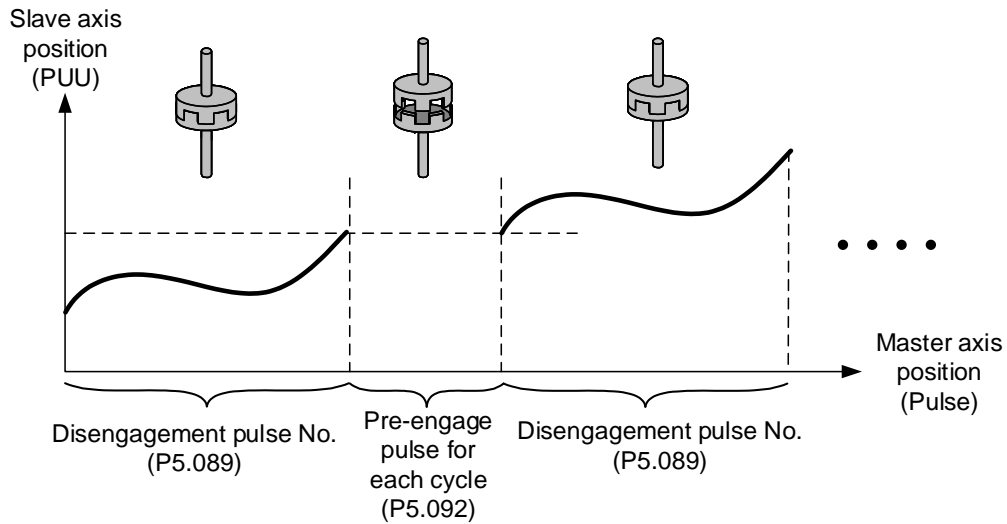 Slave axis
position
(PUU)
Master axis
position
(Pulse)
Disengagement pulse No.
(P5.089)
Pre-engage
pulse for
each cycle
(P5.092)
Disengagement pulse No.
(P5.089)